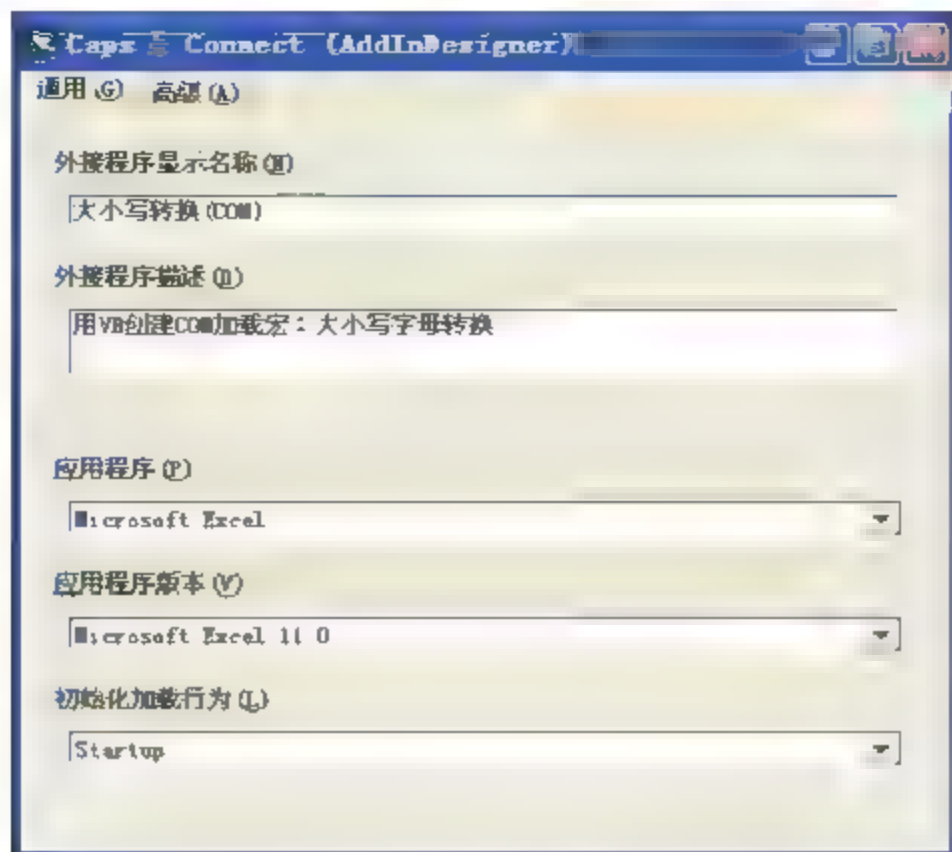 Caps - Connect (AddInDesigner)
通用(G) 高级(A)
外接程序显示名称(N)
大小写转换(COM)
外接程序描述(D)
用VB创建COM加载宏：大小写字母转换
应用程序(P)
Microsoft Excel
应用程序版本(V)
Microsoft Excel 11 0
初始化加载行为(L)
Startup